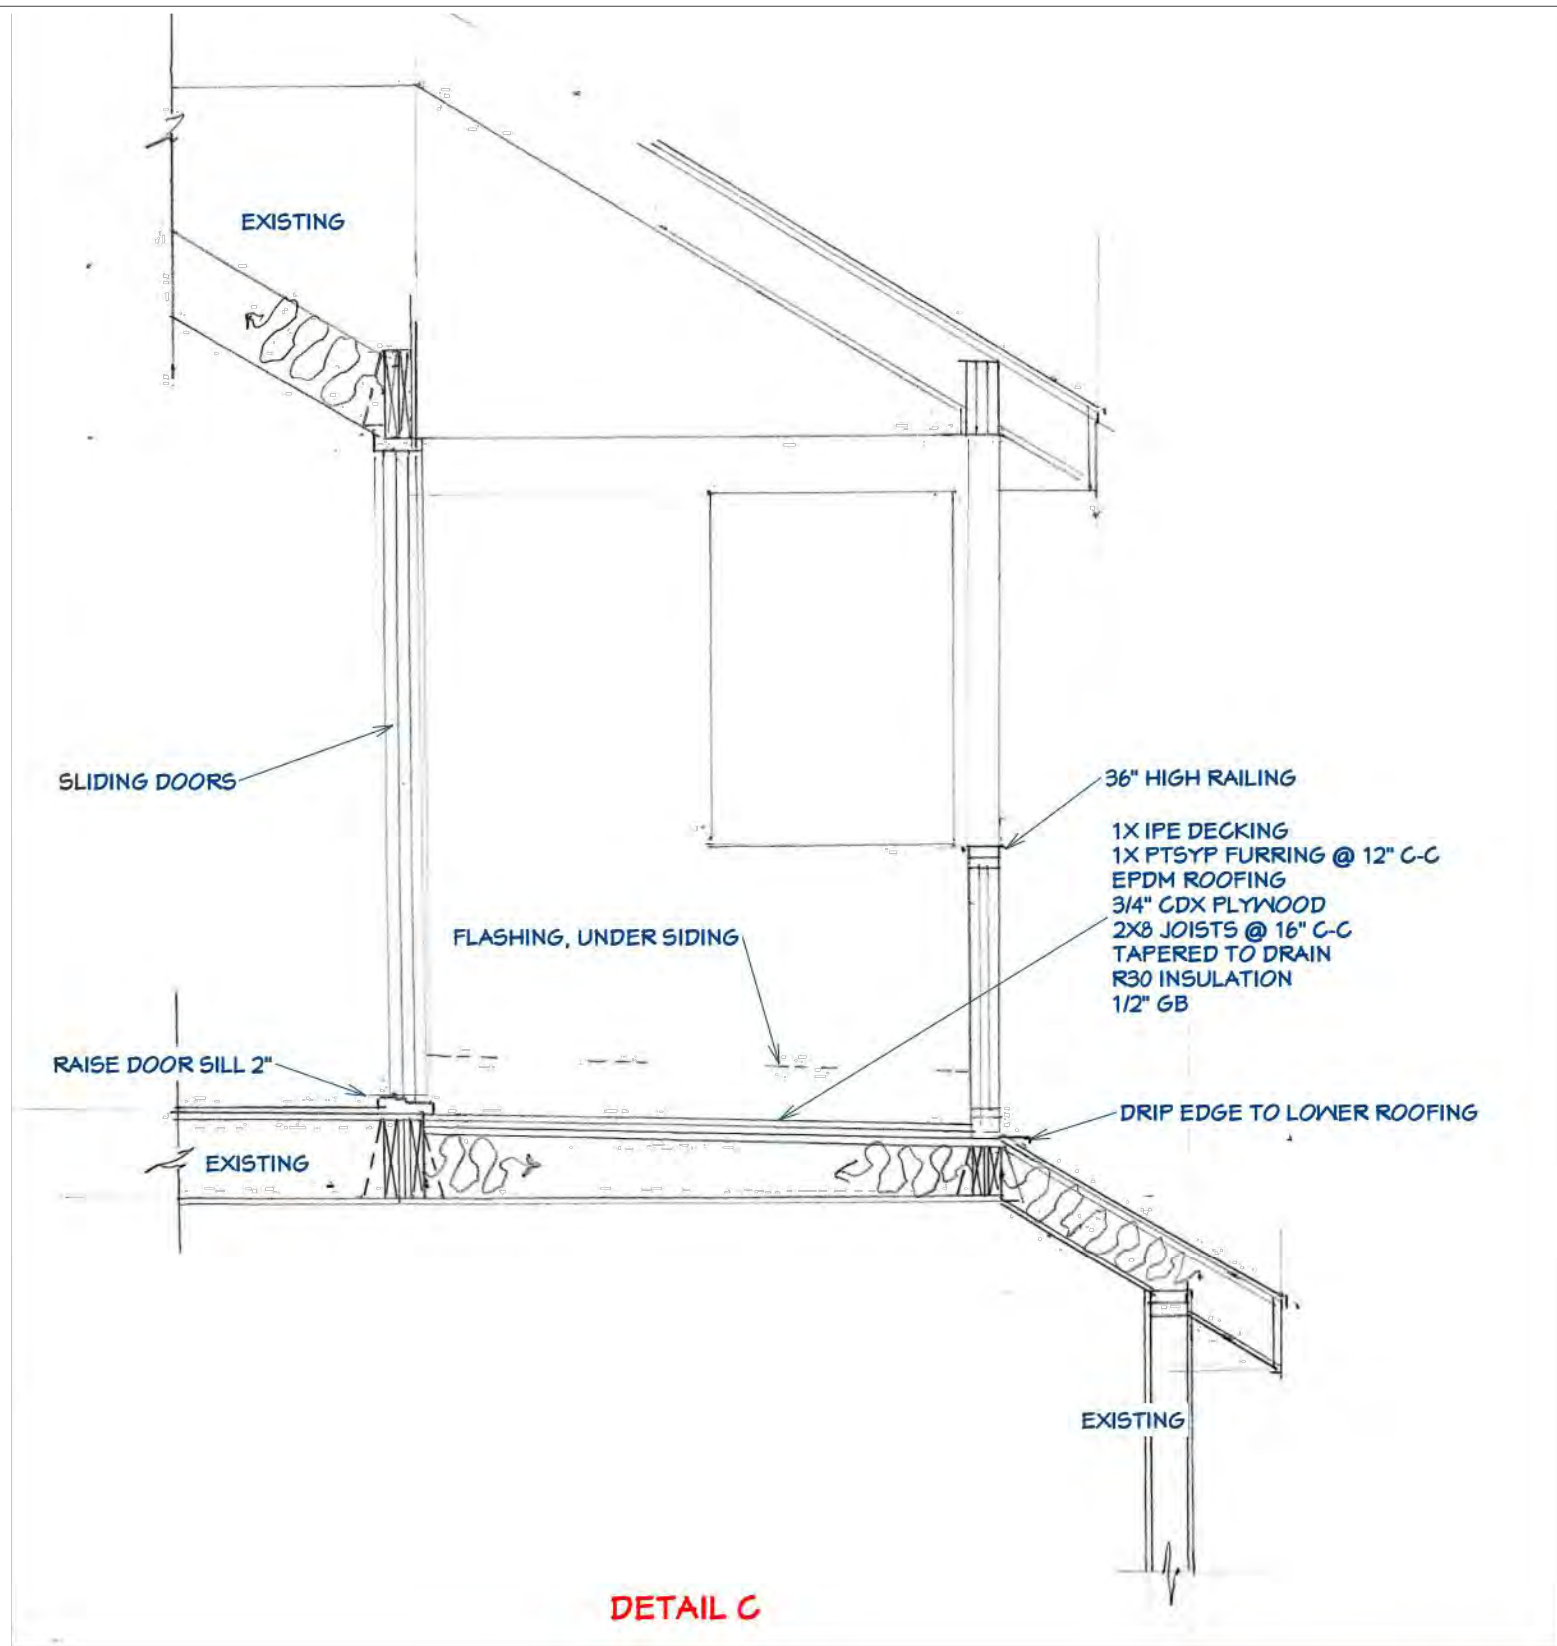 EXISTING
SLIDING DOORS
36" HIGH RAILING
1X IPE DECKING
1X PTSYP FURRING @ 12" C-C
EPDM ROOFING
3/4" CDX PLYWOOD
2X8 JOISTS @ 16" C-C
TAPERED TO DRAIN
R30 INSULATION
1/2" GB
FLASHING, UNDER SIDING
RAISE DOOR SILL 2"
DRIP EDGE TO LOWER ROOFING
EXISTING
EXISTING
DETAIL C